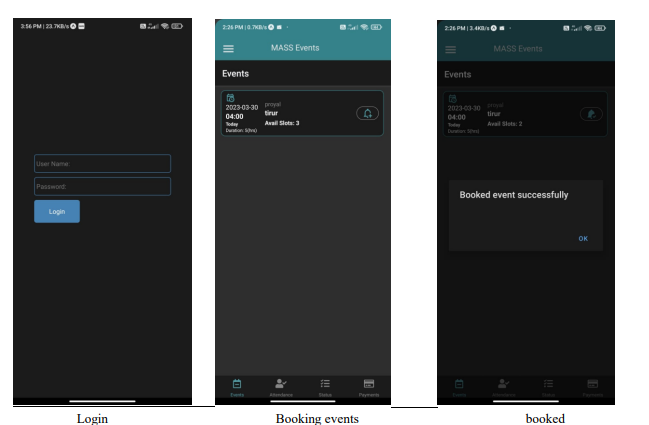 3:56 PM | 23.7KB/s
User Name:
Password:
Login
2:26 PM | 0.7KB/s
MASS Events
Events
2023-03-30
04:00
Today
Duration: 5(hrs)
proyal
tirur
Avail Slots: 3
Events
Attendance
Status
Payments
2:26 PM | 3.4KB/s
MASS Events
Events
2023-03-30
04:00
Today
Duration: 5(hrs)
proyal
tirur
Avail Slots: 2
Booked event successfully
OK
Events
Attendance
Status
Payments
Login
Booking events
booked